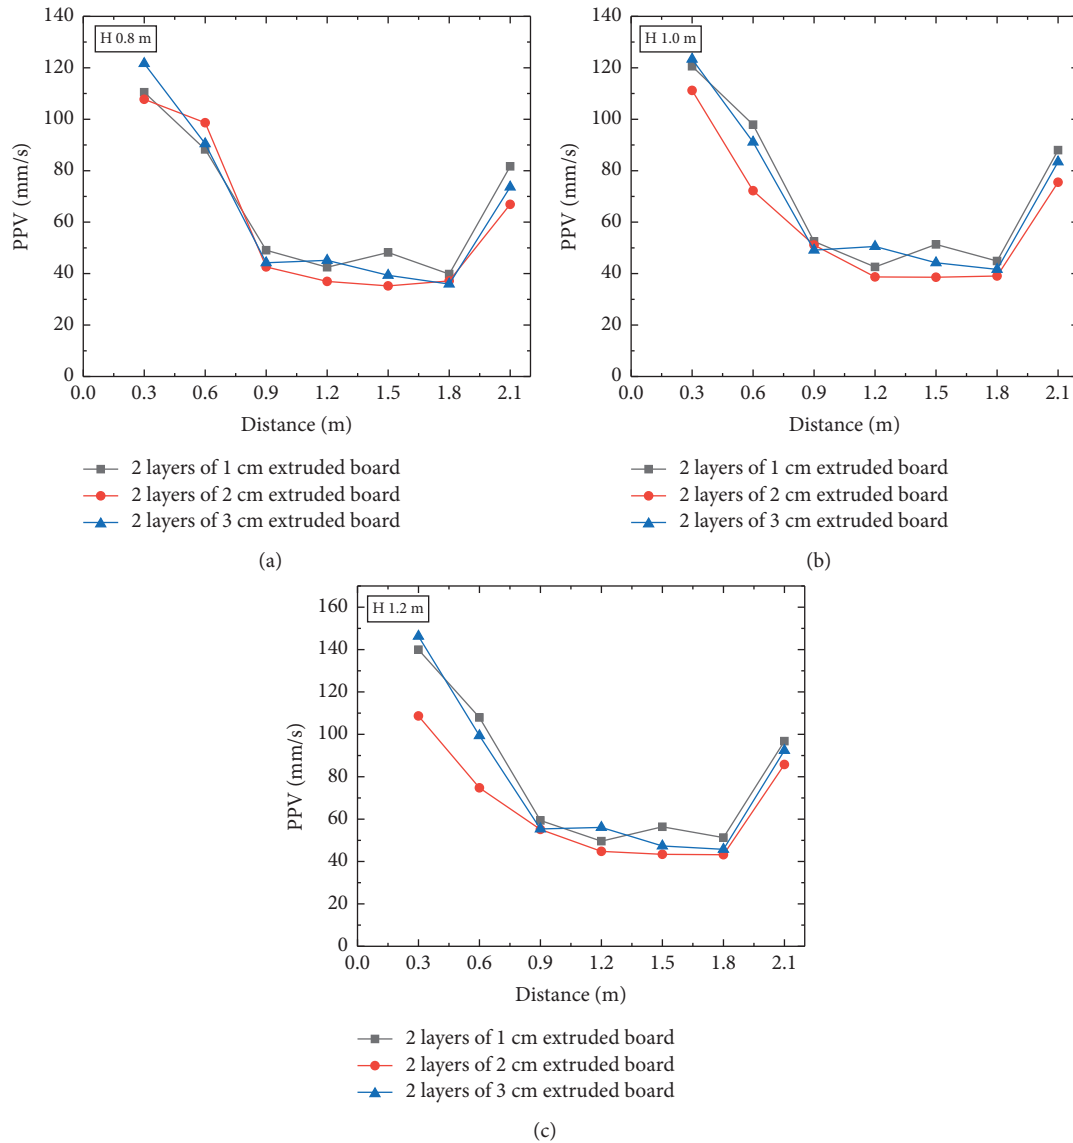 H 0.8 m
140
120
100
80
60
40
20
0
PPV (mm/s)
0.0 0.3 0.6 0.9 1.2 1.5 1.8 2.1
Distance (m)
2 layers of 1 cm extruded board
2 layers of 2 cm extruded board
2 layers of 3 cm extruded board
(a)
H 1.0 m
140
120
100
80
60
40
20
0
PPV (mm/s)
0.0 0.3 0.6 0.9 1.2 1.5 1.8 2.1
Distance (m)
2 layers of 1 cm extruded board
2 layers of 2 cm extruded board
2 layers of 3 cm extruded board
(b)
H 1.2 m
160
140
120
100
80
60
40
20
0
PPV (mm/s)
0.0 0.3 0.6 0.9 1.2 1.5 1.8 2.1
Distance (m)
2 layers of 1 cm extruded board
2 layers of 2 cm extruded board
2 layers of 3 cm extruded board
(c)